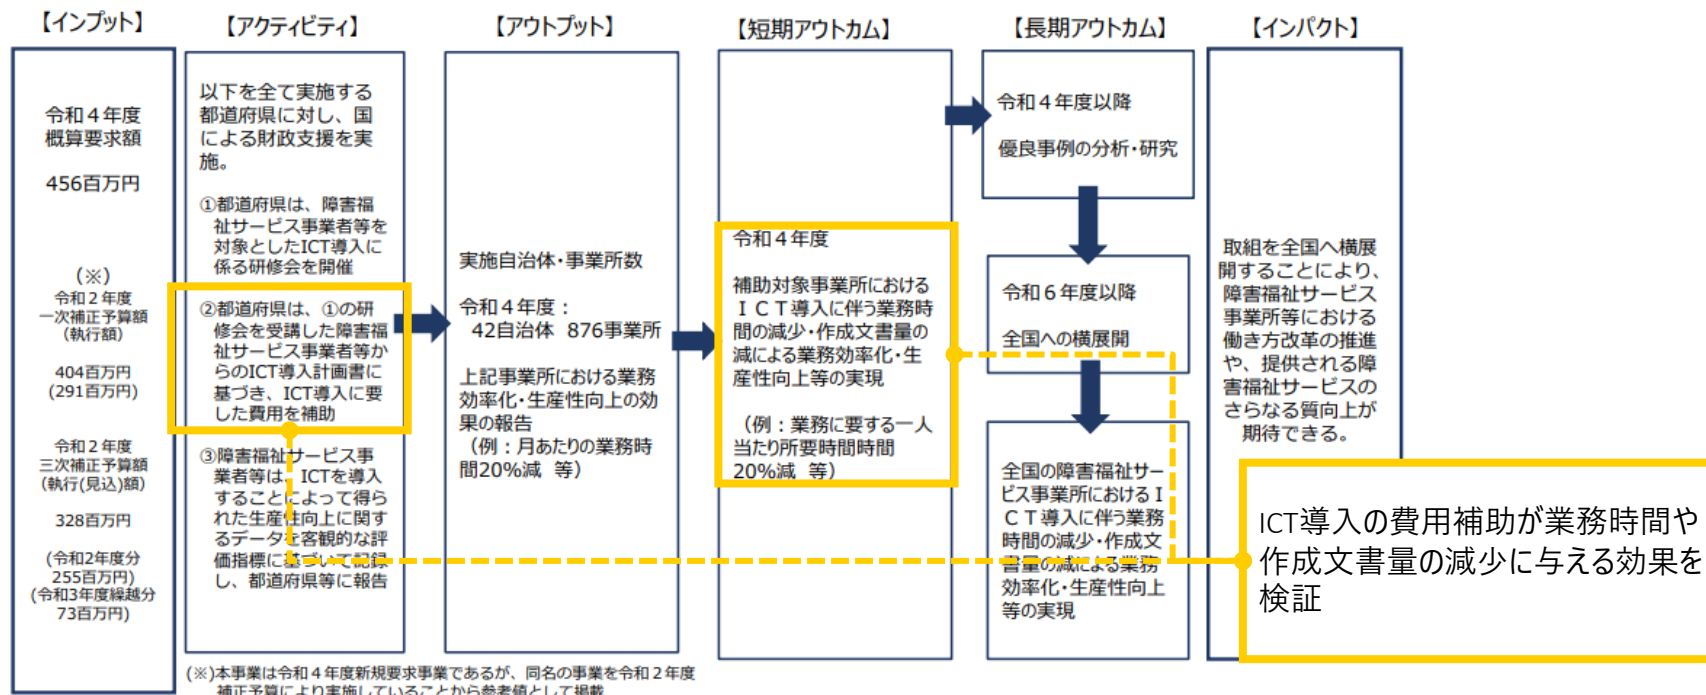 【インプット】
令和４年度
概算要求額
456百万円
（※）
令和２年度
一次補正予算額
（執行額）
404百万円
(291百万円)
令和２年度
三次補正予算額
（執行(見込)額）
328百万円
(令和2年度分
255百万円)
(令和3年度繰越分
73百万円)
【アクティビティ】
以下を全て実施する
都道府県に対し、国
による財政支援を実
施。
①都道府県は、障害福
祉サービス事業者等を
対象としたICT導入に
係る研修会を開催
②都道府県は、①の研
修会を受講した障害福
祉サービス事業者等か
らのICT導入計画書に
基づき、ICT導入に要
した費用を補助
③障害福祉サービス事
業者等は、ICTを導入
することによって得ら
れた生産性向上に関す
るデータを客観的な評
価指標に基づいて記録
し、都道府県等に報告
【アウトプット】
実施自治体・事業所数
令和４年度：
42自治体 876事業所
上記事業所における業務
効率化・生産性向上の効
果の報告
（例：月あたりの業務時
間20%減 等）
【短期アウトカム】
令和４年度
補助対象事業所における
ＩＣＴ導入に伴う業務時
間の減少・作成文書量の
減による業務効率化・生
産性向上等の実現
（例：業務に要する一人
当たり所要時間時間
20%減 等）
【長期アウトカム】
令和４年度以降
優良事例の分析・研究
令和６年度以降
全国への横展開
全国の障害福祉サー
ビス事業所におけるＩ
ＣＴ導入に伴う業務
時間の減少・作成文
書量の減による業務
効率化・生産性向上
等の実現
【インパクト】
取組を全国へ横展
開することにより、
障害福祉サービス
事業所等における
働き方改革の推進
や、提供される障
害福祉サービスの
さらなる質向上が
期待できる。
ICT導入の費用補助が業務時間や
作成文書量の減少に与える効果を
検証
(※)本事業は令和４年度新規要求事業であるが、同名の事業を令和２年度
補正予算により実施していることから参考値として掲載